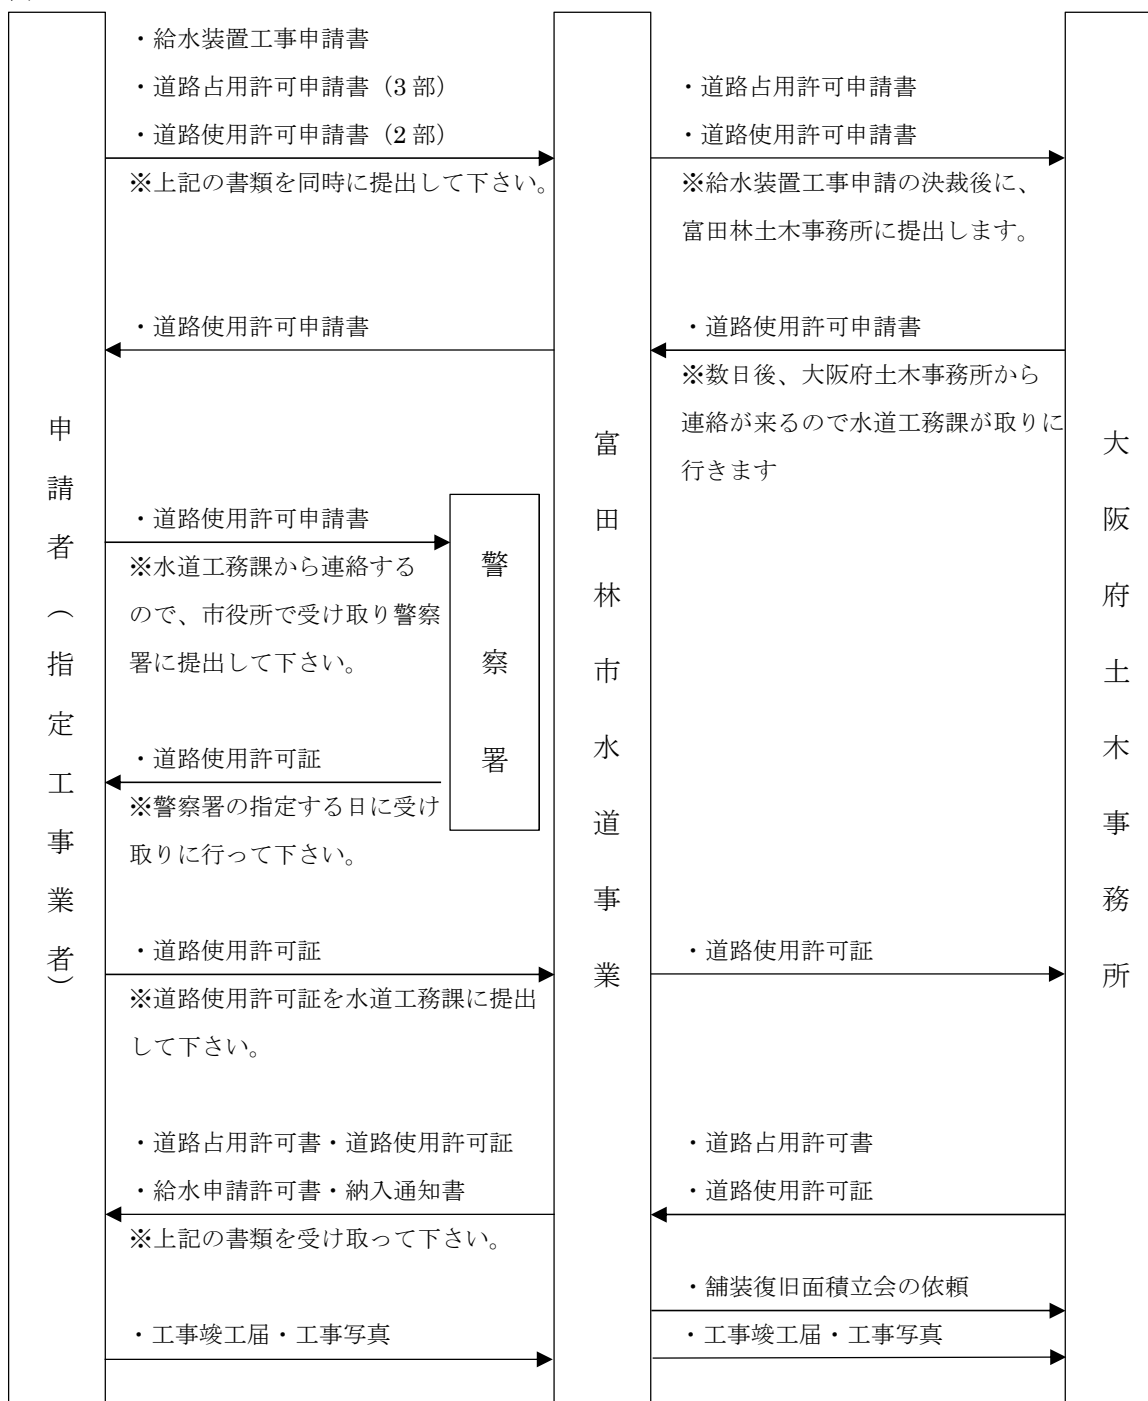 ・給水装置工事申請書
・道路占用許可申請書（3 部）
・道路使用許可申請書（2 部）
※上記の書類を同時に提出して下さい。
・道路占用許可申請書
・道路使用許可申請書
※給水装置工事申請の決裁後に、
富田林土木事務所に提出します。
・道路使用許可申請書
・道路使用許可申請書
※数日後、大阪府土木事務所から
連絡が来るので水道工務課が取りに
行きます
申請者（指定工事業者）
富田林市水道事業
大阪府土木事務所
・道路使用許可申請書
※水道工務課から連絡する
ので、市役所で受け取り警察
署に提出して下さい。
警察署
・道路使用許可証
※警察署の指定する日に受け
取りに行って下さい。
・道路使用許可証
※道路使用許可証を水道工務課に提出
して下さい。
・道路使用許可証
・道路占用許可書・道路使用許可証
・給水申請許可書・納入通知書
※上記の書類を受け取って下さい。
・道路占用許可書
・道路使用許可証
・舗装復旧面積立会の依頼
・工事竣工届・工事写真
・工事竣工届・工事写真